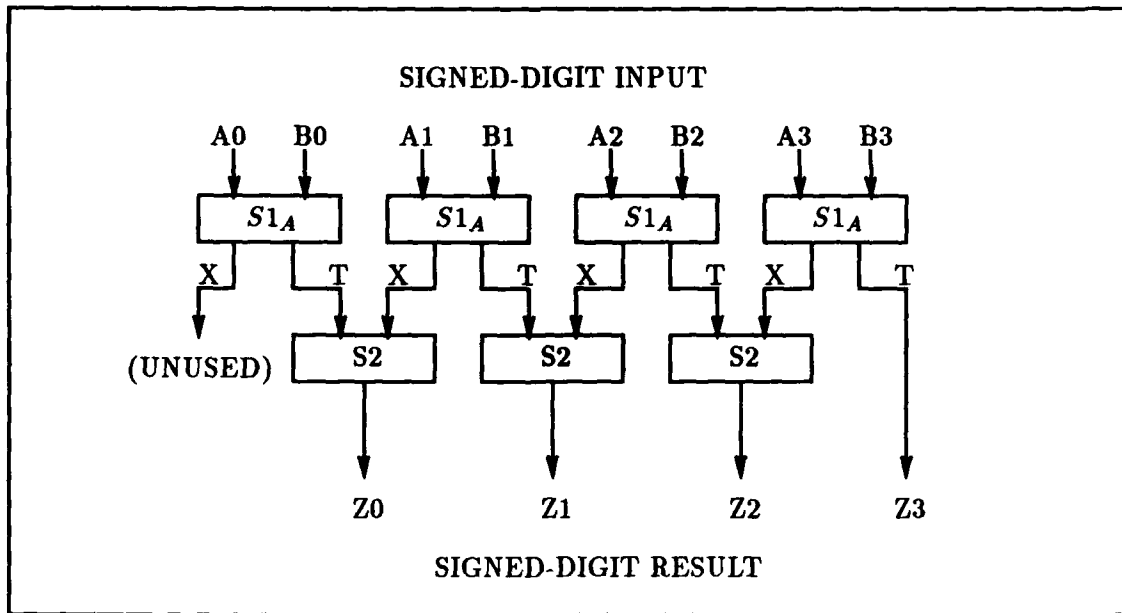 SIGNED-DIGIT INPUT
A0 B0 A1 B1 A2 B2 A3 B3
S1A S1A S1A S1A
X T X T X T X T
(UNUSED) S2 S2 S2
Z0 Z1 Z2 Z3
SIGNED-DIGIT RESULT